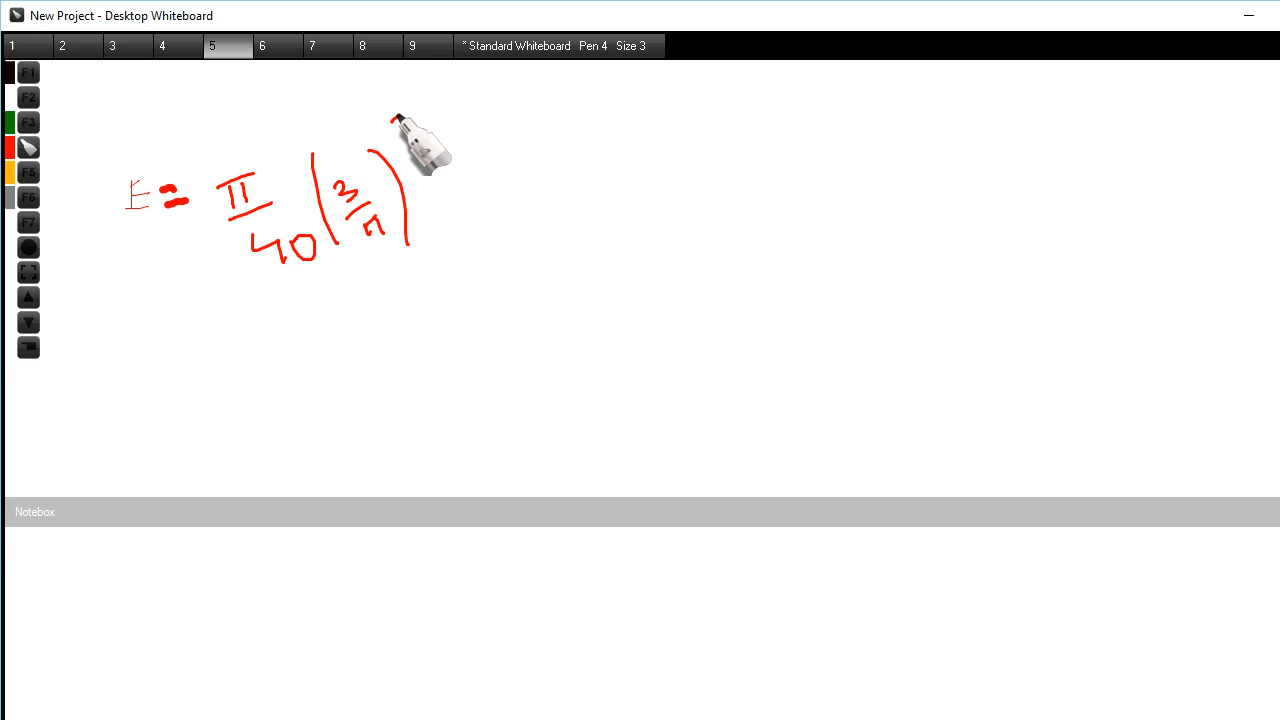 New Project - Desktop Whiteboard
1 2 3 4 5 6 7 8 9 * Standard Whiteboard Pen 4 Size 3
F1
F2
F3
F5
F6
F7
E = π/40 (3/π)
Notebox